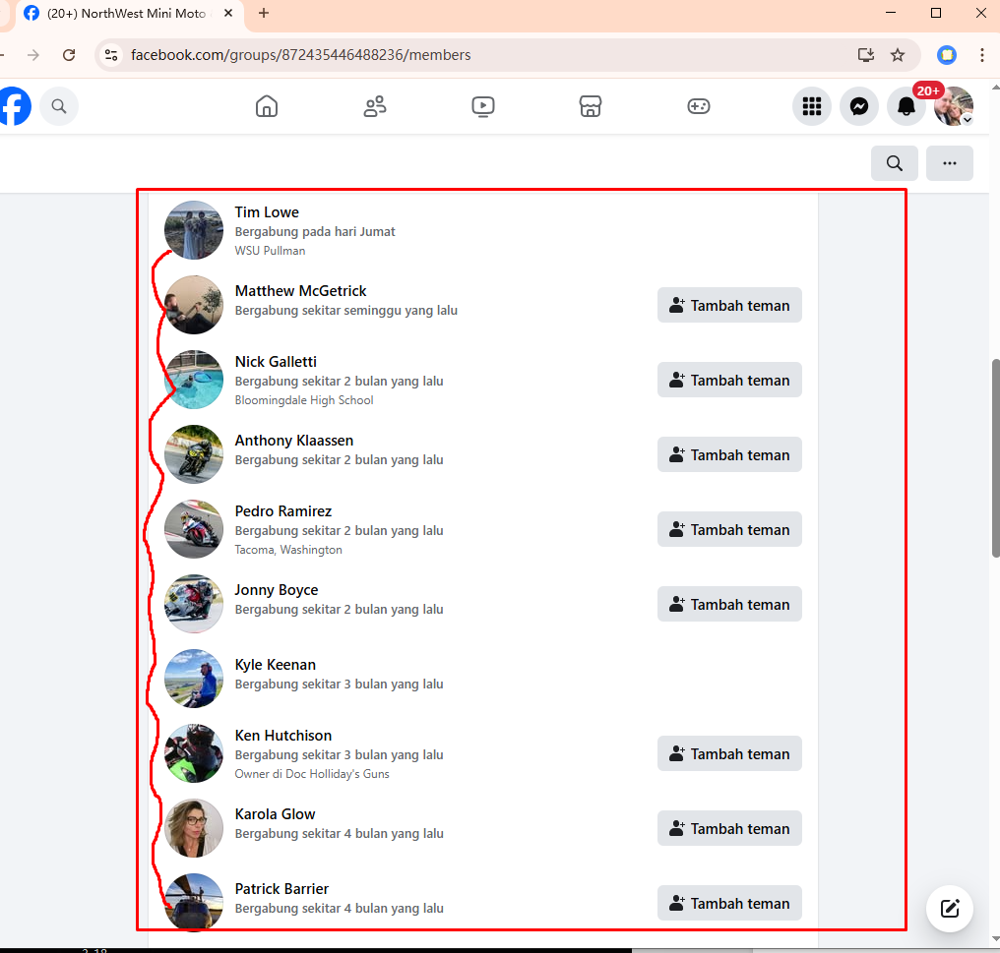 (20+) NorthWest Mini Moto
facebook.com/groups/872435446488236/members
20+
Tim Lowe
Bergabung pada hari Jumat
WSU Pullman
Matthew McGetrick
Bergabung sekitar seminggu yang lalu
Tambah teman
Nick Galletti
Bergabung sekitar 2 bulan yang lalu
Bloomingdale High School
Tambah teman
Anthony Klaassen
Bergabung sekitar 2 bulan yang lalu
Tambah teman
Pedro Ramirez
Bergabung sekitar 2 bulan yang lalu
Tacoma, Washington
Tambah teman
Jonny Boyce
Bergabung sekitar 2 bulan yang lalu
Tambah teman
Kyle Keenan
Bergabung sekitar 3 bulan yang lalu
Ken Hutchison
Bergabung sekitar 3 bulan yang lalu
Owner di Doc Holliday's Guns
Tambah teman
Karola Glow
Bergabung sekitar 4 bulan yang lalu
Tambah teman
Patrick Barrier
Bergabung sekitar 4 bulan yang lalu
Tambah teman